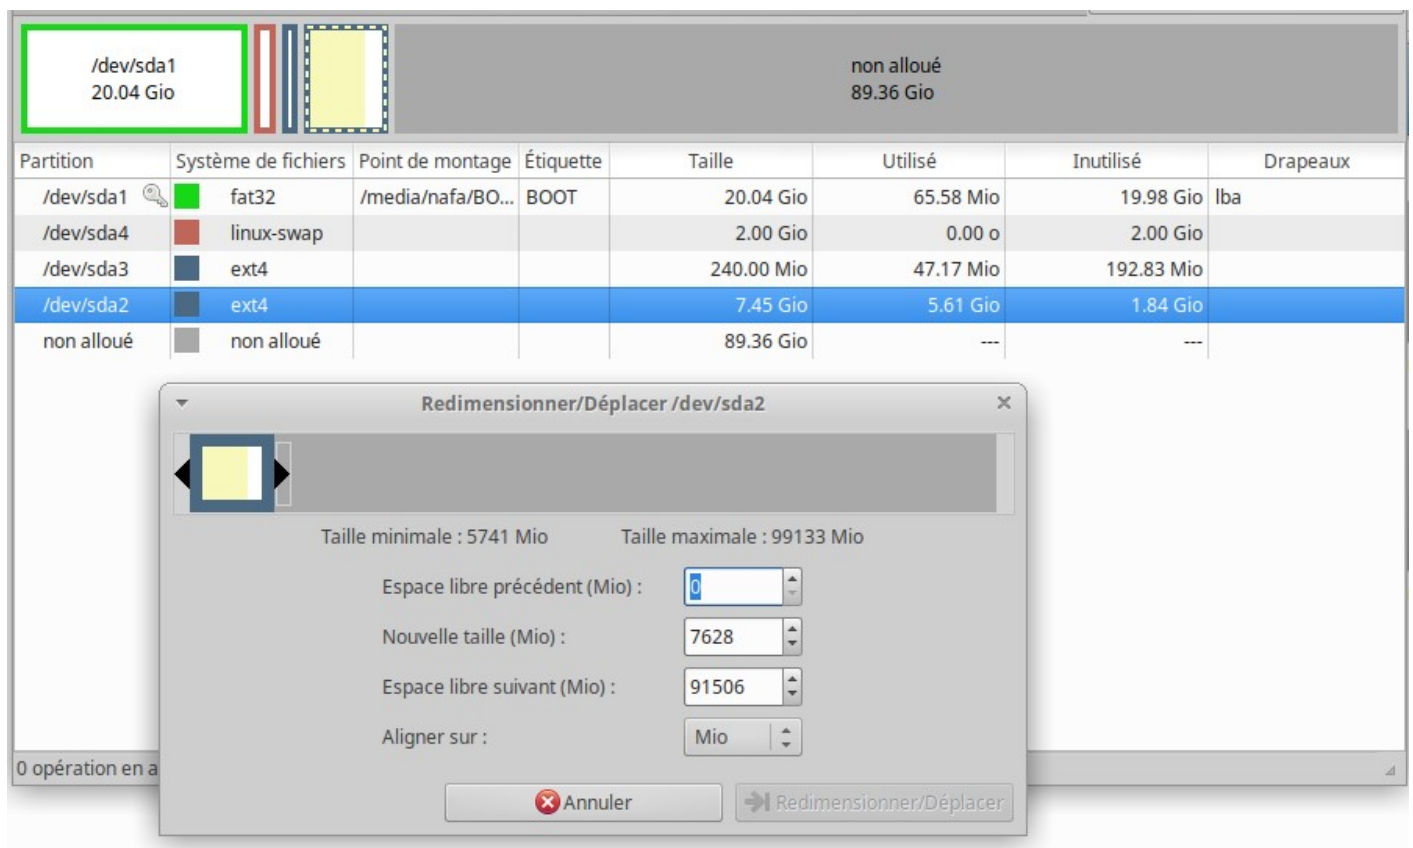 /dev/sda1
20.04 Gio
non alloué
89.36 Gio
Partition Système de fichiers Point de montage Étiquette Taille Utilisé Inutilisé Drapeaux
/dev/sda1 fat32 /media/nafa/BO... BOOT 20.04 Gio 65.58 Mio 19.98 Gio lba
/dev/sda4 linux-swap 2.00 Gio 0.00 o 2.00 Gio
/dev/sda3 ext4 240.00 Mio 47.17 Mio 192.83 Mio
/dev/sda2 ext4 7.45 Gio 5.61 Gio 1.84 Gio
non alloué non alloué 89.36 Gio --- ---
Redimensionner/Déplacer /dev/sda2
Taille minimale : 5741 Mio Taille maximale : 99133 Mio
Espace libre précédent (Mio) : 0
Nouvelle taille (Mio) : 7628
Espace libre suivant (Mio) : 91506
Aligner sur : Mio
0 opération en a
Annuler Redimensionner/Déplacer